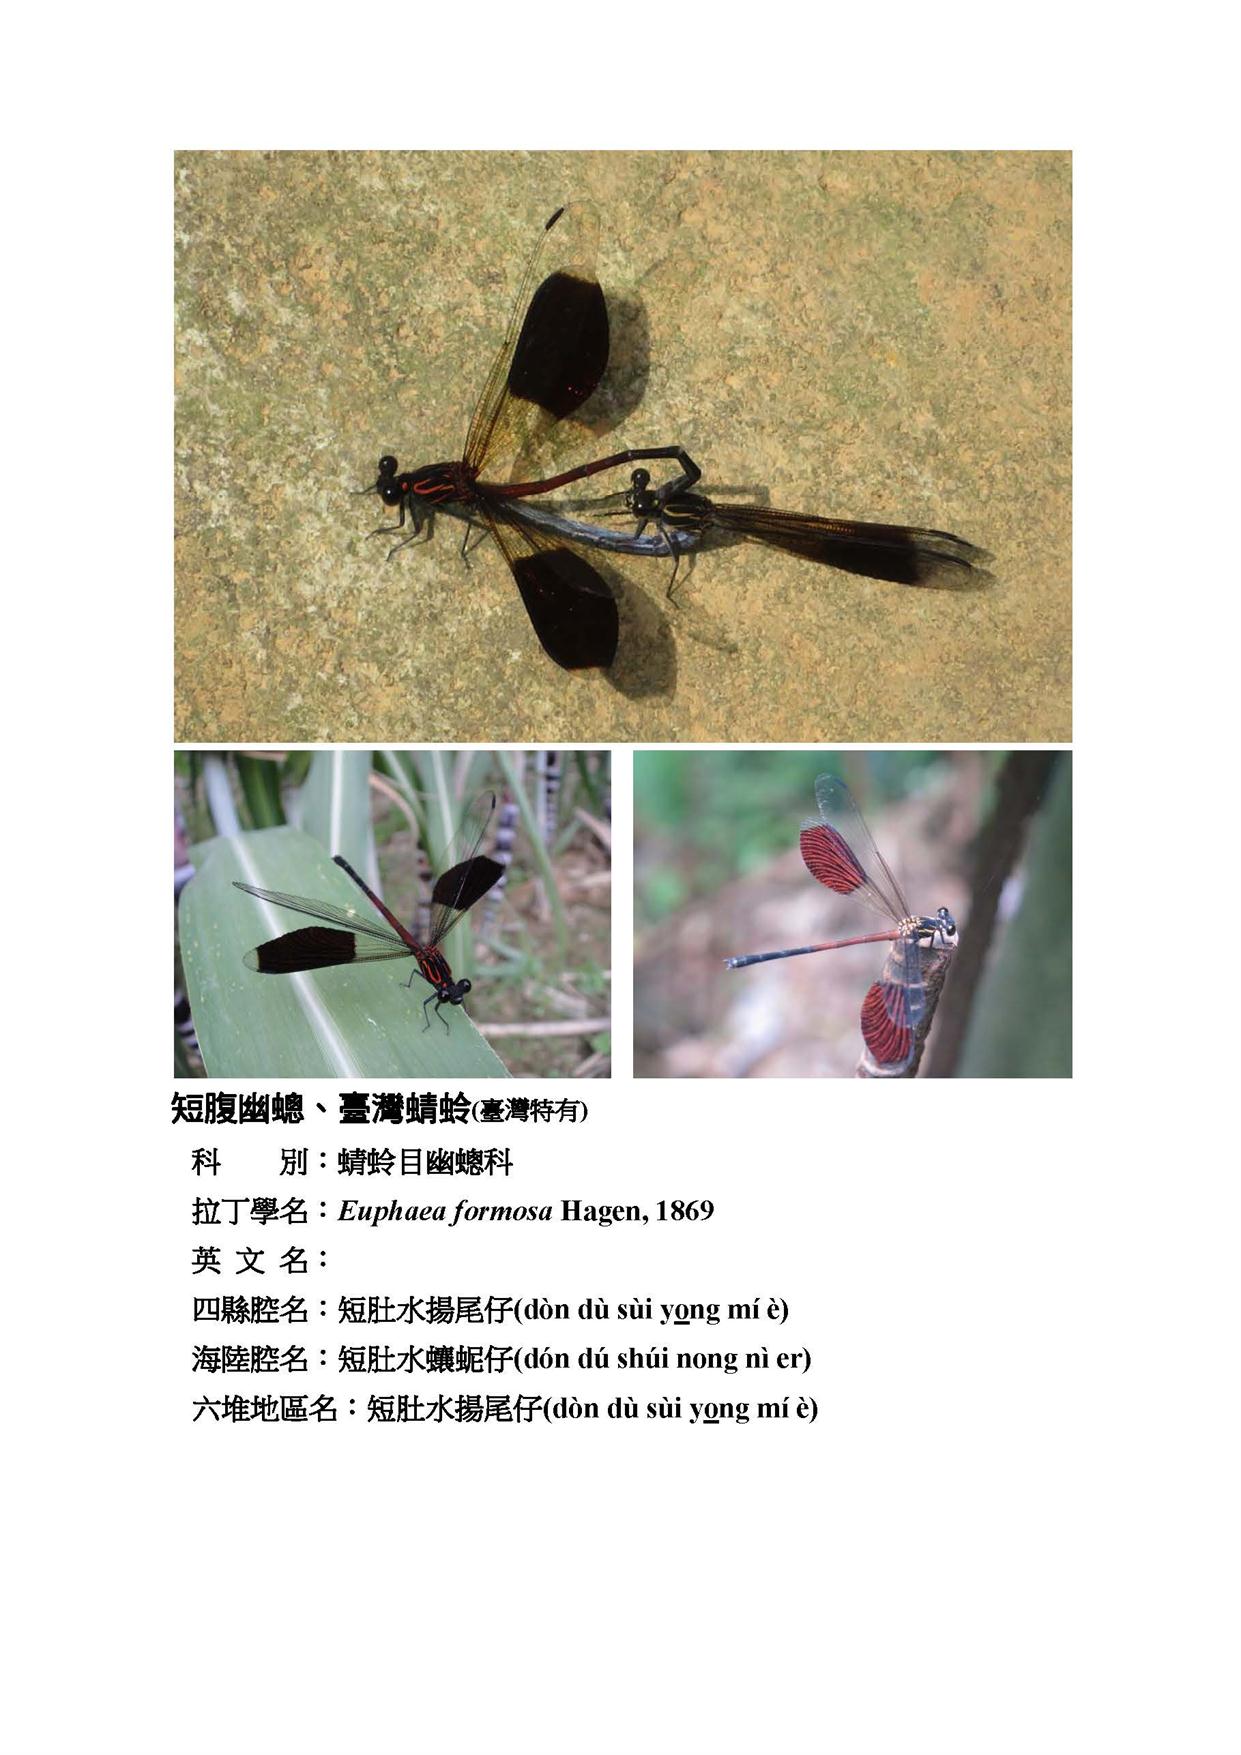 短腹幽蟌、臺灣蜻蛉(臺灣特有)
科　　別：蜻蛉目幽蟌科
拉丁學名：Euphaea formosa Hagen, 1869
英 文 名：
四縣腔名：短肚水揚尾仔(dòn dù sùi yong mí è)
海陸腔名：短肚水蠰蚭仔(dón dú shúi nong nì er)
六堆地區名：短肚水揚尾仔(dòn dù sùi yong mí è)